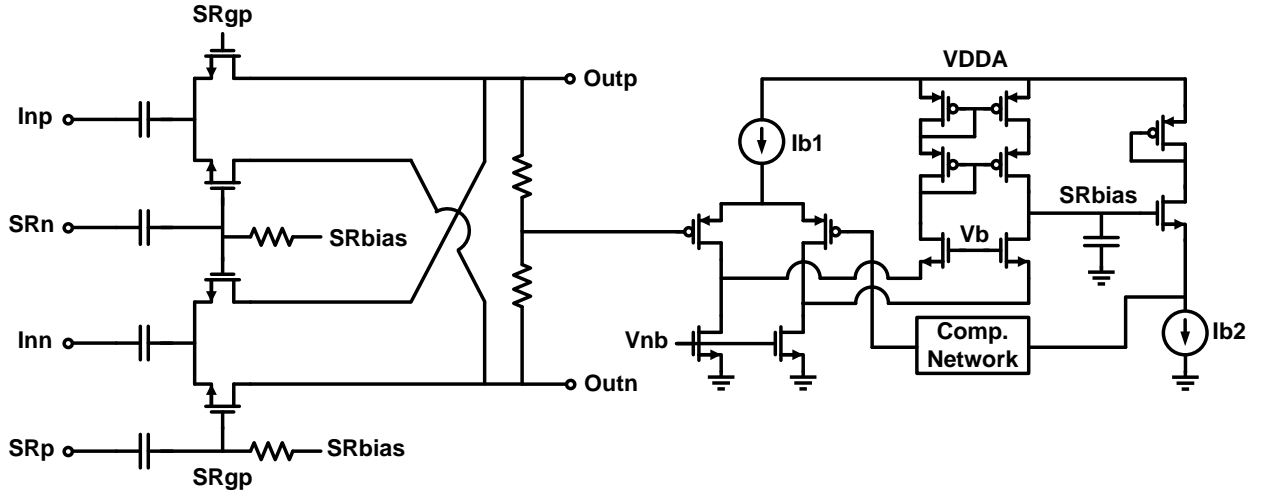 SRgp
Outp
VDDA
Inp
Ib1
SRbias
SRn
SRbias
Vb
Inn
Vnb
Comp.
Network
Ib2
Outn
SRp
SRbias
SRgp